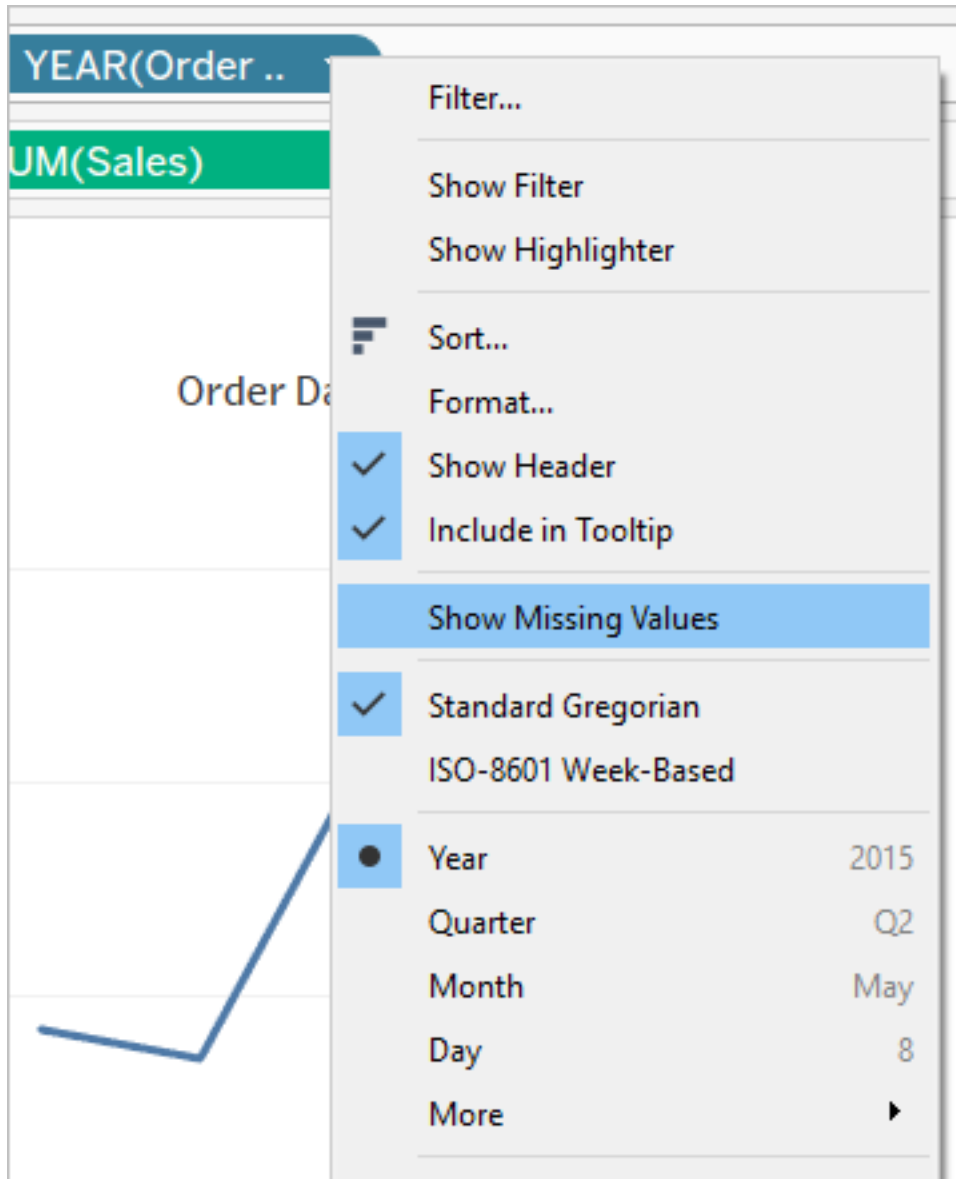 YEAR(Order ..
UM(Sales)
Order Da
Filter...
Show Filter
Show Highlighter
Sort...
Format...
Show Header
Include in Tooltip
Show Missing Values
Standard Gregorian
ISO-8601 Week-Based
Year 2015
Quarter Q2
Month May
Day 8
More